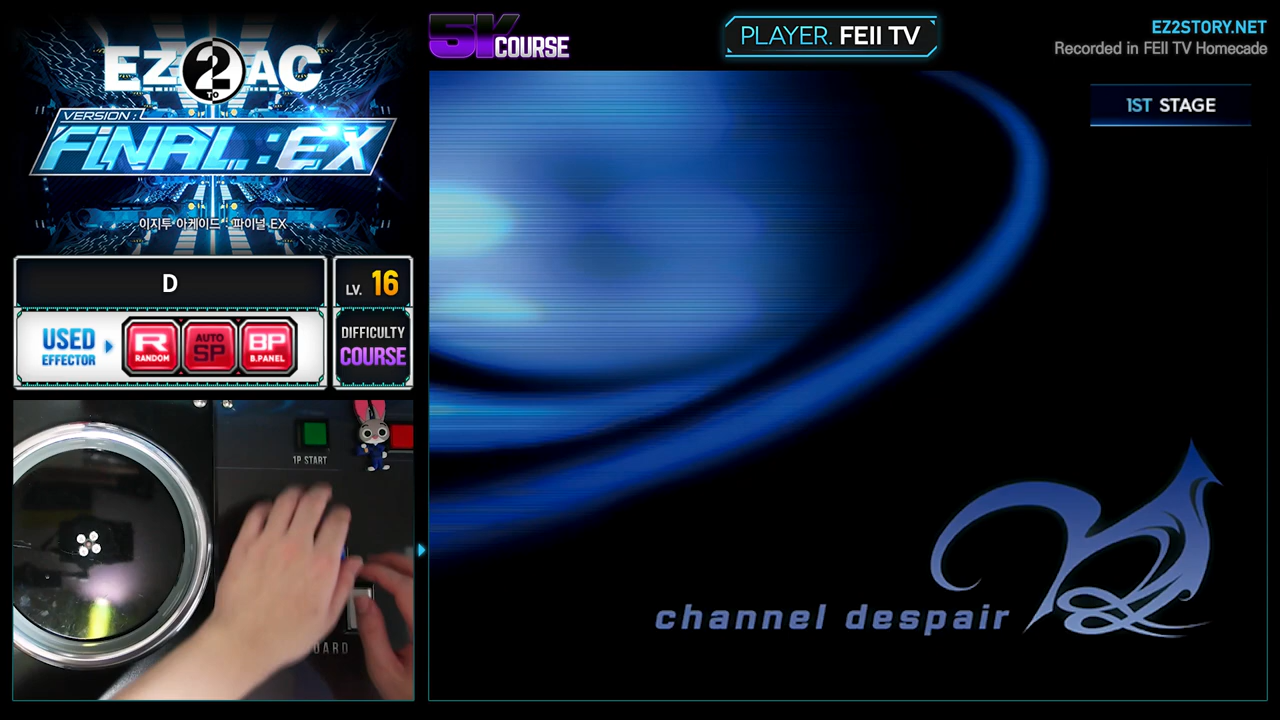 EZ2AC
TO
VERSION :
FiNAL : EX
이지투 아케이드 : 파이널 EX
D
LV. 16
USED
EFFECTOR
R
RANDOM
AUTO
SP
BP
B.PANEL
DIFFICULTY
COURSE
1P START
5K COURSE
PLAYER. FEII TV
EZ2STORY.NET
Recorded in FEII TV Homecade
1ST STAGE
channel despair